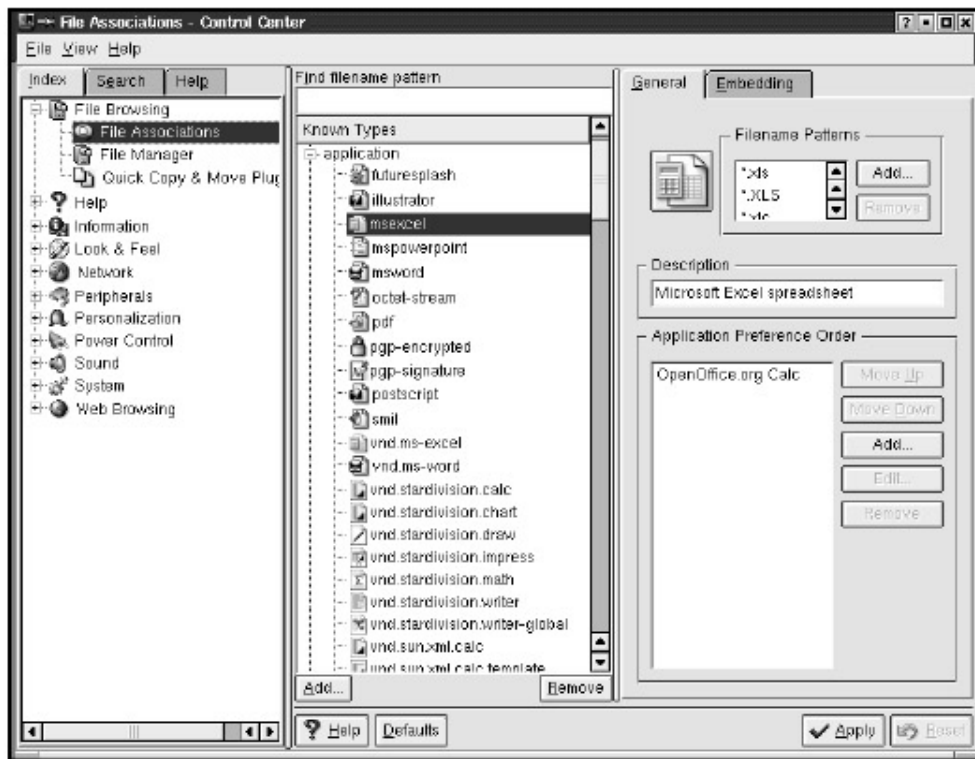 File Associations - Control Center
File View Help
Index Search Help
File Browsing
File Associations
File Manager
Quick Copy & Move Plug
Help
Information
Look & Feel
Network
Peripherals
Personalization
Power Control
Sound
System
Web Browsing
Find filename pattern
Known Types
application
futuresplash
illustrator
msexcel
mspowerpoint
msword
octet-stream
pdf
pgp-encrypted
pgp-signature
postscript
smil
vnd.ms-excel
vnd.ms-word
vnd.stardivision.calc
vnd.stardivision.chart
vnd.stardivision.draw
vnd.stardivision.impress
vnd.stardivision.math
vnd.stardivision.writer
vnd.stardivision.writer-global
vnd.sun.xml.calc
vnd.sun.xml.calc.template
Add... Remove
General Embedding
Filename Patterns
*.xls
*.XLS
Add...
Remove
Description
Microsoft Excel spreadsheet
Application Preference Order
OpenOffice.org Calc
Move Up
Move Down
Add...
Edit...
Remove
? Help Defaults Apply Reset